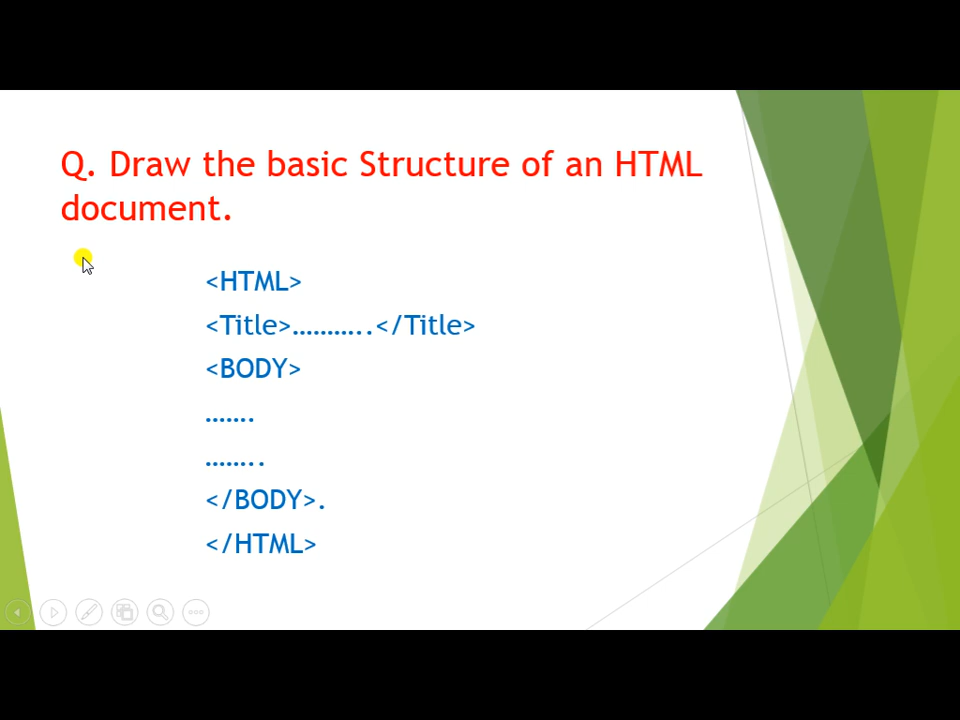 Q. Draw the basic Structure of an HTML
document.
<HTML>
<Title>………..</Title>
<BODY>
…….
……..
</BODY>.
</HTML>